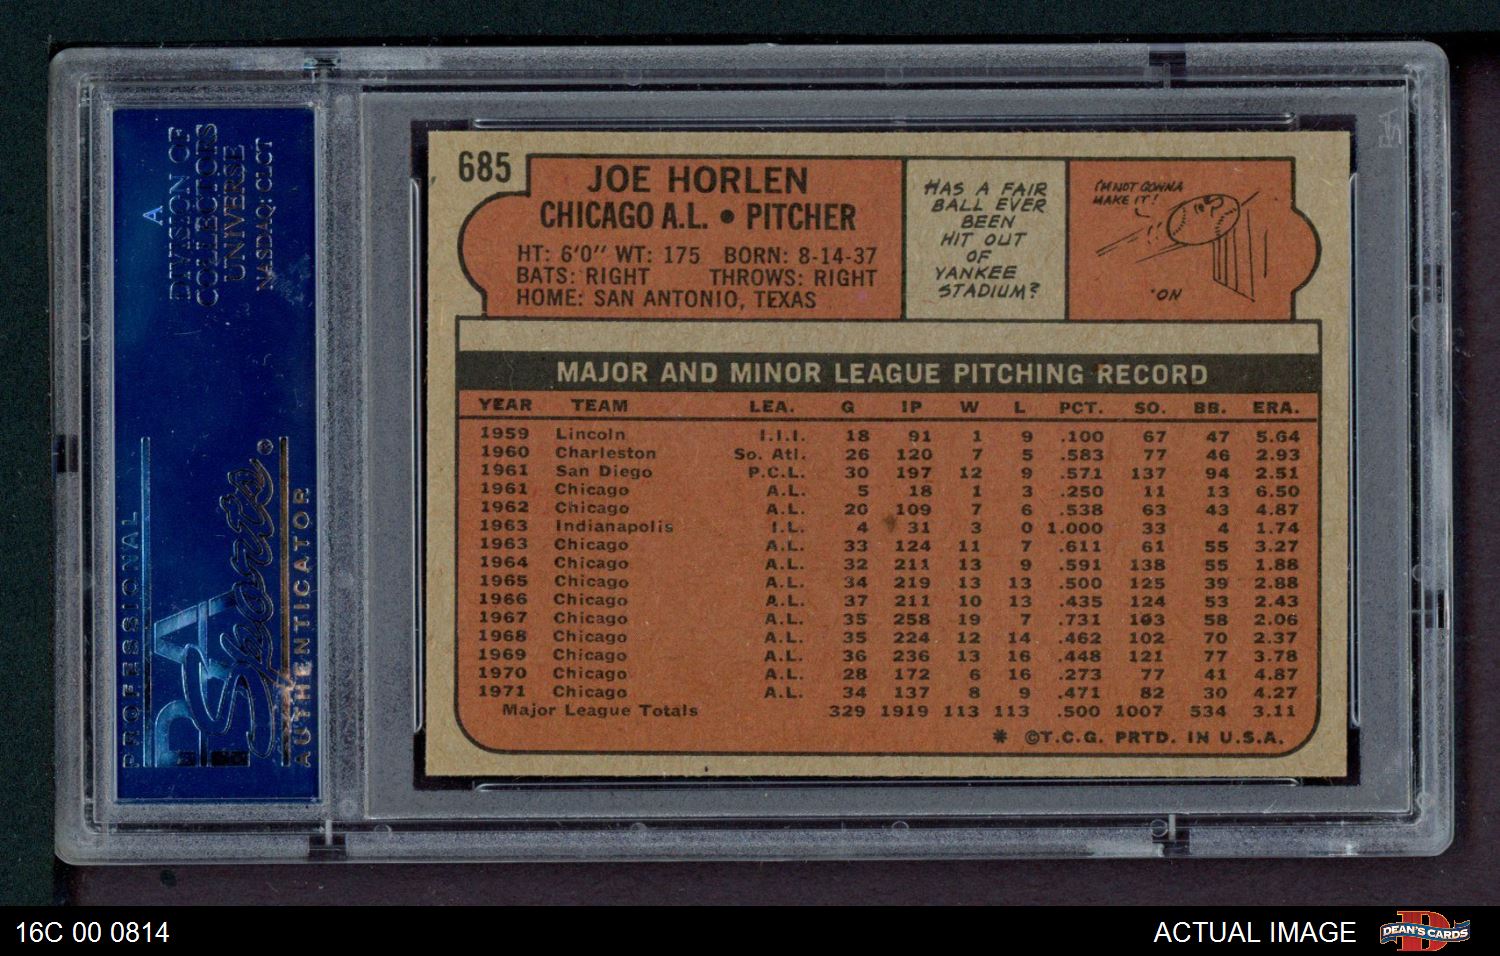 A
DIVISION OF
COLLECTORS
UNIVERSE
NASDAQ: CLCT
PROFESSIONAL
PSA
Sports ®
AUTHENTICATOR
685
JOE HORLEN
CHICAGO A.L. • PITCHER
HT: 6'0" WT: 175 BORN: 8-14-37
BATS: RIGHT THROWS: RIGHT
HOME: SAN ANTONIO, TEXAS
HAS A FAIR
BALL EVER
BEEN
HIT OUT
OF
YANKEE
STADIUM?
I'M NOT GONNA
MAKE IT!
'ON
MAJOR AND MINOR LEAGUE PITCHING RECORD
YEAR TEAM LEA. G IP W L PCT. SO. BB. ERA.
1959 Lincoln I.I.I. 18 91 1 9 .100 67 47 5.64
1960 Charleston So. Atl. 26 120 7 5 .583 77 46 2.93
1961 San Diego P.C.L. 30 197 12 9 .571 137 94 2.51
1961 Chicago A.L. 5 18 1 3 .250 11 13 6.50
1962 Chicago A.L. 20 109 7 6 .538 63 43 4.87
1963 Indianapolis I.L. 4 31 3 0 1.000 33 4 1.74
1963 Chicago A.L. 33 124 11 7 .611 61 55 3.27
1964 Chicago A.L. 32 211 13 9 .591 138 55 1.88
1965 Chicago A.L. 34 219 13 13 .500 125 39 2.88
1966 Chicago A.L. 37 211 10 13 .435 124 53 2.43
1967 Chicago A.L. 35 258 19 7 .731 103 58 2.06
1968 Chicago A.L. 35 224 12 14 .462 102 70 2.37
1969 Chicago A.L. 36 236 13 16 .448 121 77 3.78
1970 Chicago A.L. 28 172 6 16 .273 77 41 4.87
1971 Chicago A.L. 34 137 8 9 .471 82 30 4.27
Major League Totals 329 1919 113 113 .500 1007 534 3.11
* ©T.C.G. PRTD. IN U.S.A.
16C 00 0814
ACTUAL IMAGE
DEAN'S CARDS